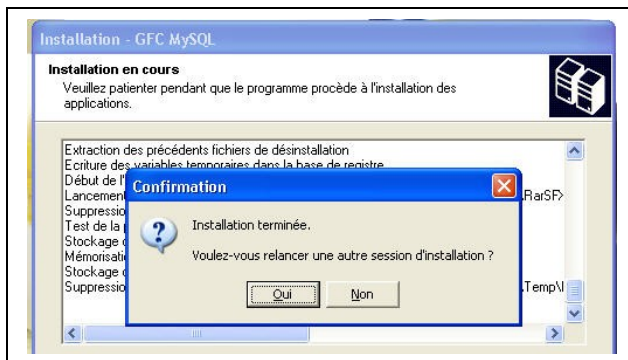 Installation - GFC MySQL
Installation en cours
Veuillez patienter pendant que le programme procède à l'installation des
applications.
Extraction des précédents fichiers de désinstallation
Ecriture des variables temporaires dans la base de registre
Début de l'
Confirmation
Lancement
.RarSF>
Suppressio
Installation terminée.
Test de la
Stockage
Voulez-vous relancer une autre session d'installation ?
Mémorisati
Stockage
Suppressio
.Temp\
Oui
Non